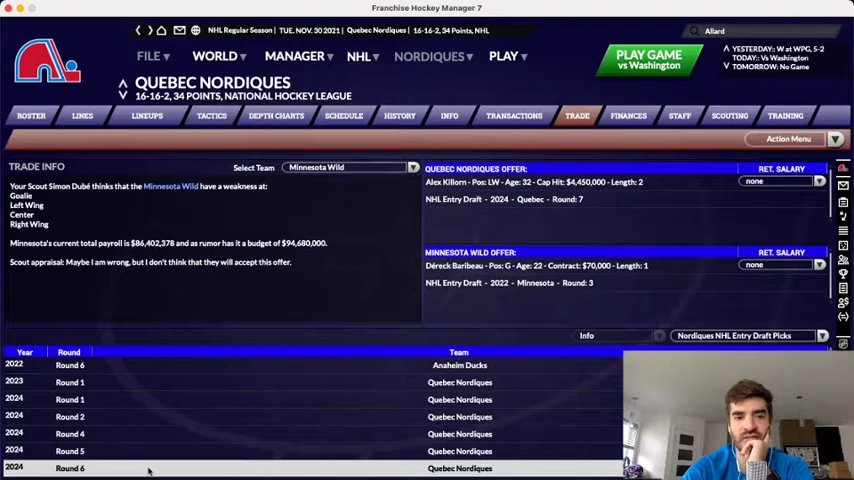 Franchise Hockey Manager 7
NHL Regular Season | TUE. NOV. 30 2021 | Quebec Nordiques | 16-16-2, 34 Points, NHL
Allard
FILE WORLD MANAGER NHL NORDIQUES PLAY
PLAY GAME
vs Washington
YESTERDAY: W at WPG, 5-2
TODAY: Vs Washington
TOMORROW: No Game
QUEBEC NORDIQUES
16-16-2, 34 POINTS, NATIONAL HOCKEY LEAGUE
ROSTER LINES LINEUPS TACTICS DEPTH CHARTS SCHEDULE HISTORY INFO TRANSACTIONS TRADE FINANCES STAFF SCOUTING TRAINING
Action Menu
TRADE INFO
Select Team Minnesota Wild
Your Scout Simon Dubé thinks that the Minnesota Wild have a weakness at:
Goalie
Left Wing
Center
Right Wing
Minnesota's current total payroll is $86,402,378 and as rumor has it a budget of $94,680,000.
Scout appraisal: Maybe I am wrong, but I don't think that they will accept this offer.
QUEBEC NORDIQUES OFFER: RET. SALARY
Alex Killorn - Pos: LW - Age: 32 - Cap Hit: $4,450,000 - Length: 2 none
NHL Entry Draft - 2024 - Quebec - Round: 7
MINNESOTA WILD OFFER: RET. SALARY
Déreck Baribeau - Pos: G - Age: 22 - Contract: $70,000 - Length: 1 none
NHL Entry Draft - 2022 - Minnesota - Round: 3
Info Nordiques NHL Entry Draft Picks
Year Round Team
2022 Round 6 Anaheim Ducks
2023 Round 1 Quebec Nordiques
2024 Round 1 Quebec Nordiques
2024 Round 2 Quebec Nordiques
2024 Round 4 Quebec Nordiques
2024 Round 5 Quebec Nordiques
2024 Round 6 Quebec Nordiques